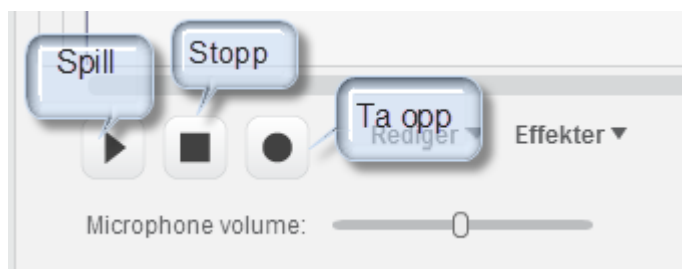 Spill
Stopp
Ta opp
Rediger
Effekter
Microphone volume: